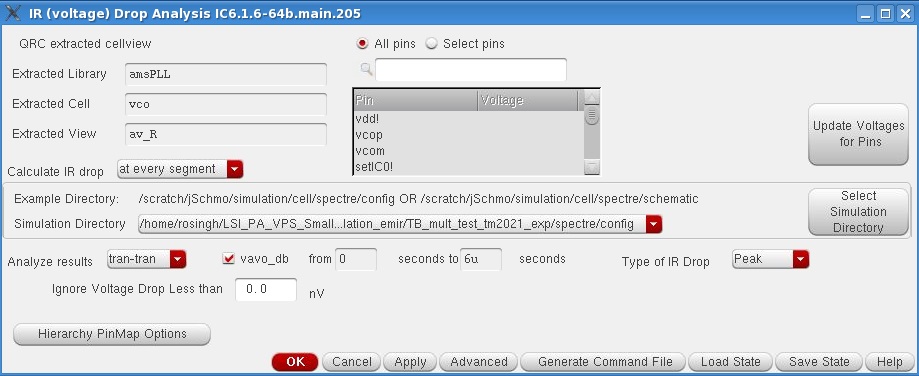 IR (voltage) Drop Analysis IC6.1.6-64b.main.205
QRC extracted cellview
All pins Select pins
Extracted Library amsPLL
Extracted Cell vco
Extracted View av_R
Pin Voltage
vdd!
vcop
vcom
setIC0!
Update Voltages
for Pins
Calculate IR drop at every segment
Example Directory: /scratch/jSchmo/simulation/cell/spectre/config OR /scratch/jSchmo/simulation/cell/spectre/schematic
Simulation Directory /home/rosingh/LSI_PA_VPS_Small...lation_emir/TB_mult_test_tm2021_exp/spectre/config
Select
Simulation
Directory
Analyze results tran-tran vavo_db from 0 seconds to 6u seconds Type of IR Drop Peak
Ignore Voltage Drop Less than 0.0 nV
Hierarchy PinMap Options
OK Cancel Apply Advanced Generate Command File Load State Save State Help